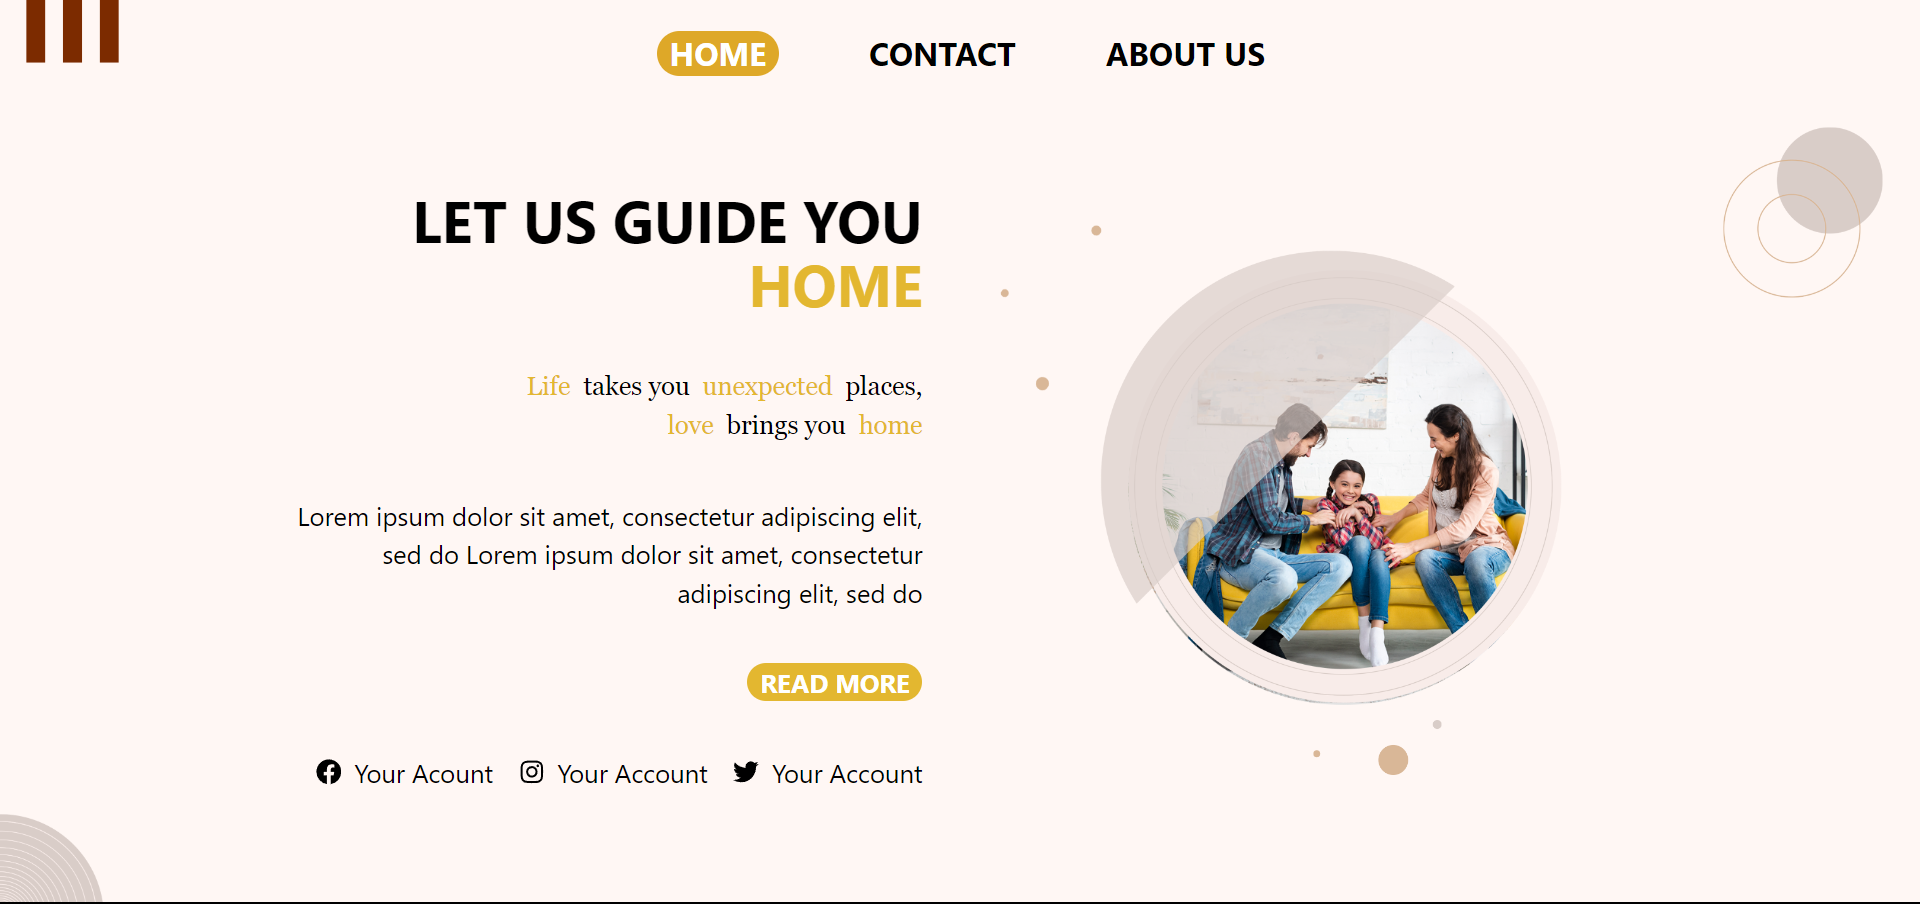 HOME CONTACT ABOUT US
LET US GUIDE YOU
HOME
Life takes you unexpected places,
love brings you home
Lorem ipsum dolor sit amet, consectetur adipiscing elit,
sed do Lorem ipsum dolor sit amet, consectetur
adipiscing elit, sed do
READ MORE
Your Acount Your Account Your Account